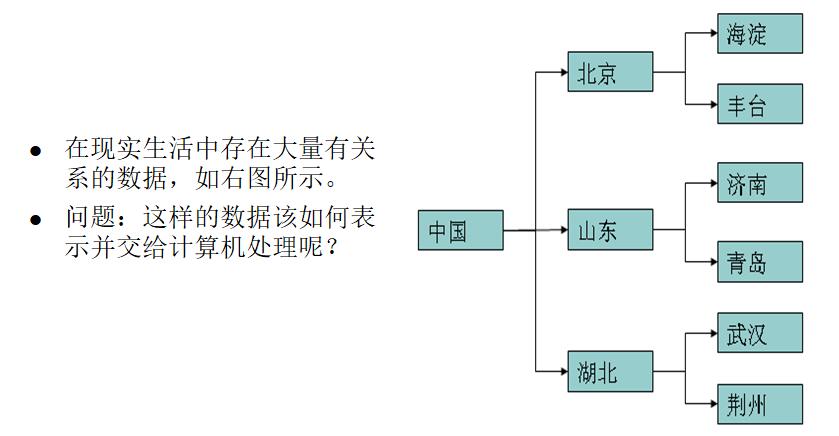 ● 在现实生活中存在大量有关
系的数据，如右图所示。
● 问题：这样的数据该如何表
示并交给计算机处理呢？
中国
北京
海淀
丰台
山东
济南
青岛
湖北
武汉
荆州